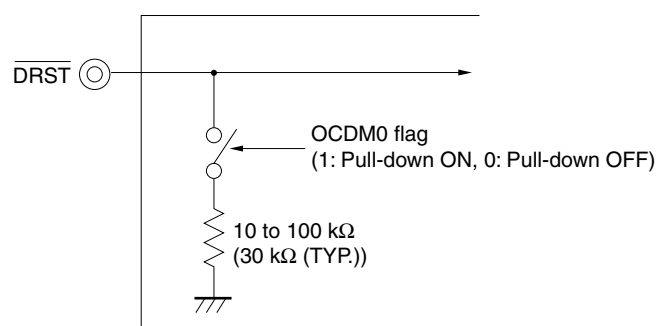 DRST
OCDM0 flag
(1: Pull-down ON, 0: Pull-down OFF)
10 to 100 kΩ
(30 kΩ (TYP.))